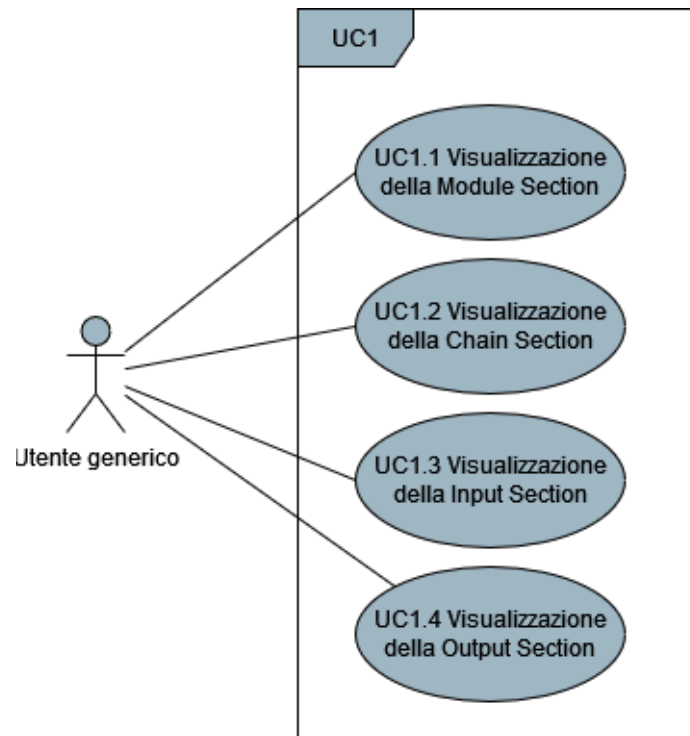 UC1
UC1.1 Visualizzazione
della Module Section
UC1.2 Visualizzazione
della Chain Section
Utente generico
UC1.3 Visualizzazione
della Input Section
UC1.4 Visualizzazione
della Output Section